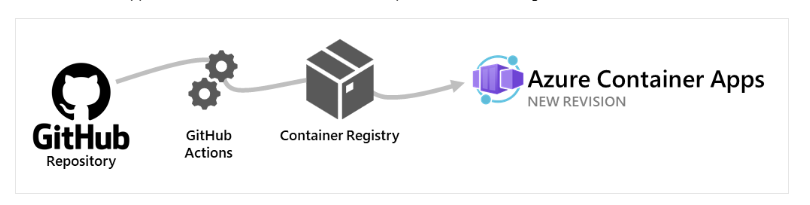 GitHub
Repository
GitHub
Actions
Container Registry
Azure Container Apps
NEW REVISION